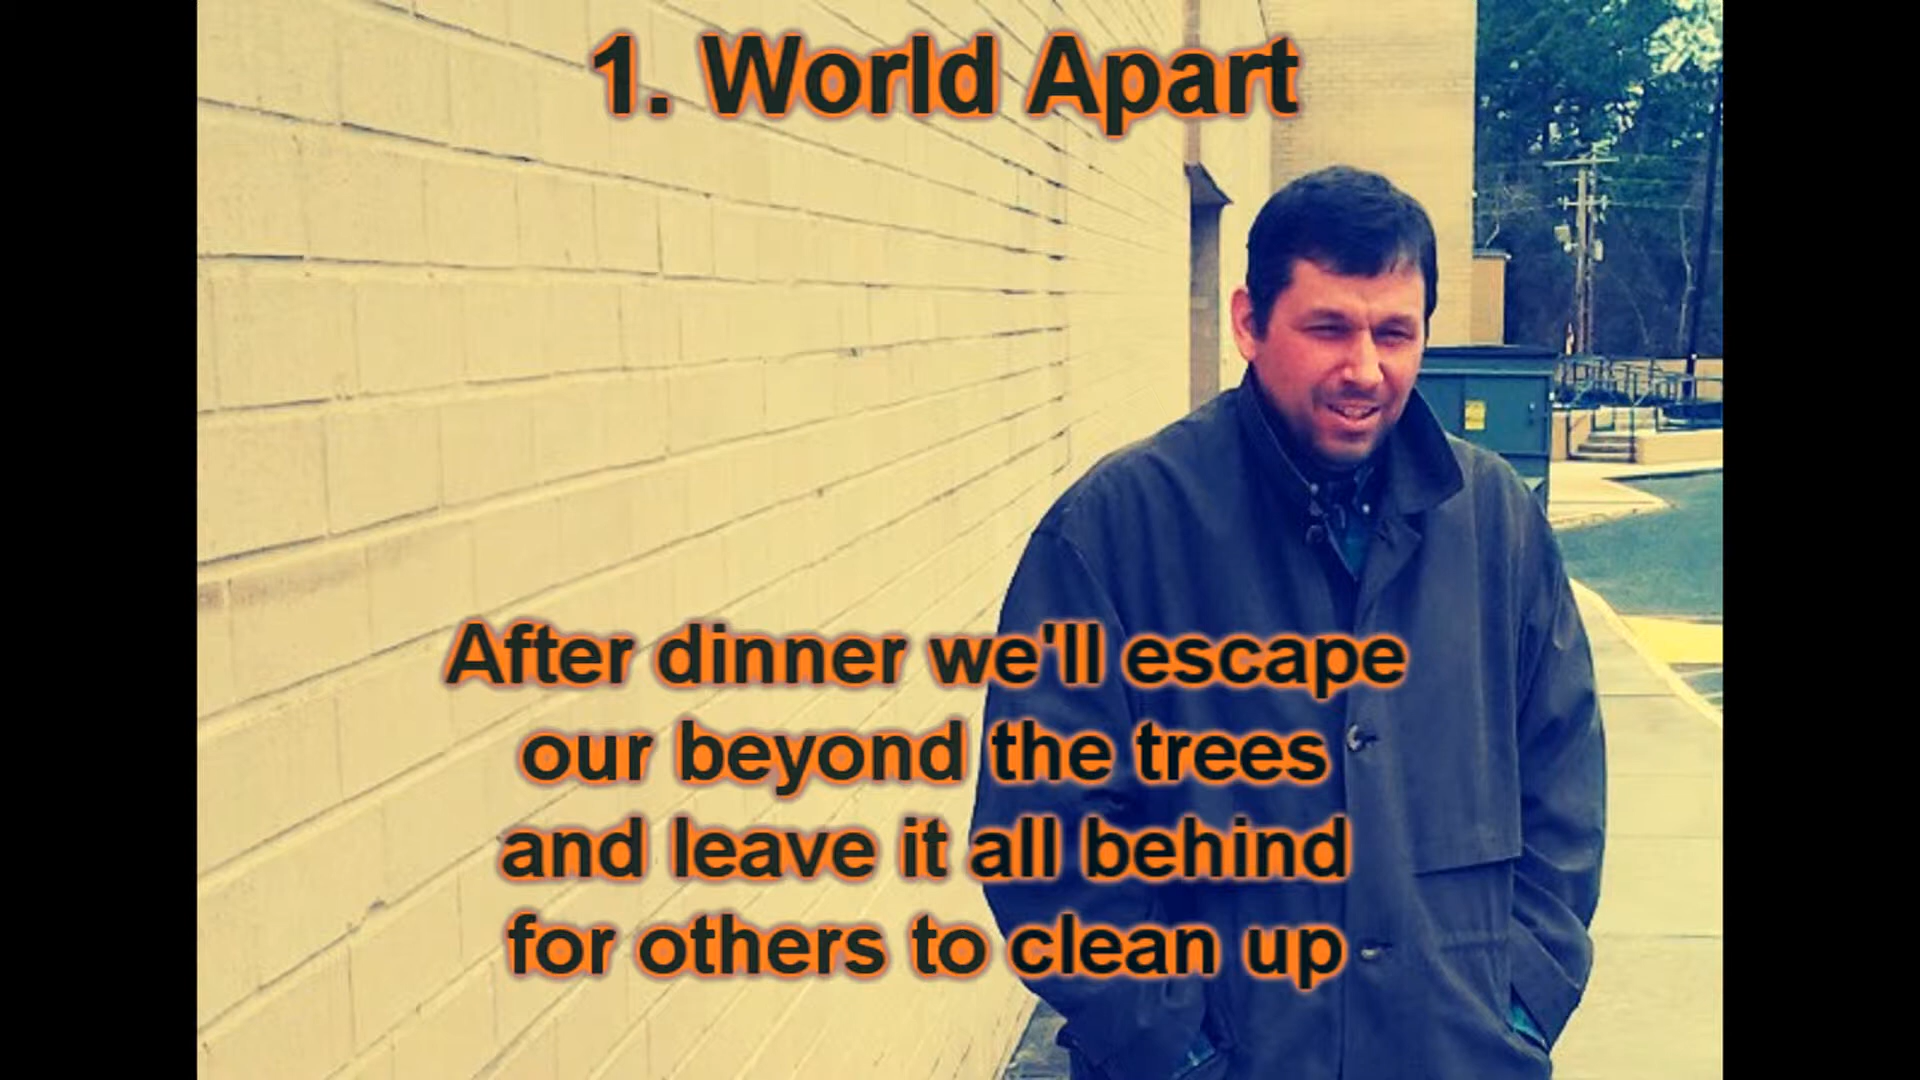 1. World Apart
After dinner we'll escape
our beyond the trees
and leave it all behind
for others to clean up